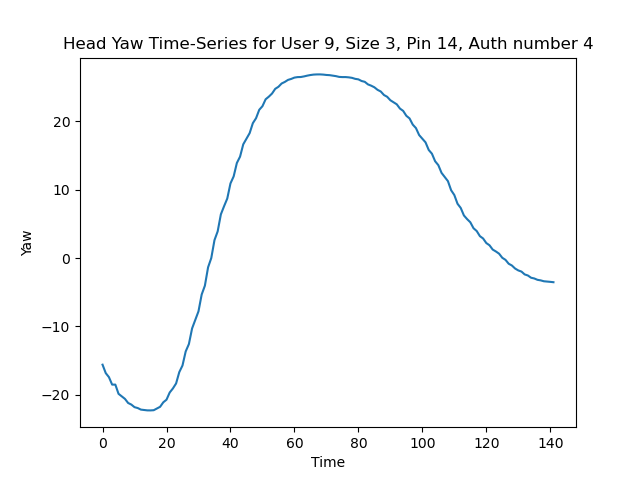 Head Yaw Time-Series for User 9, Size 3, Pin 14, Auth number 4
20
10
0
−10
−20
Yaw
0 20 40 60 80 100 120 140
Time